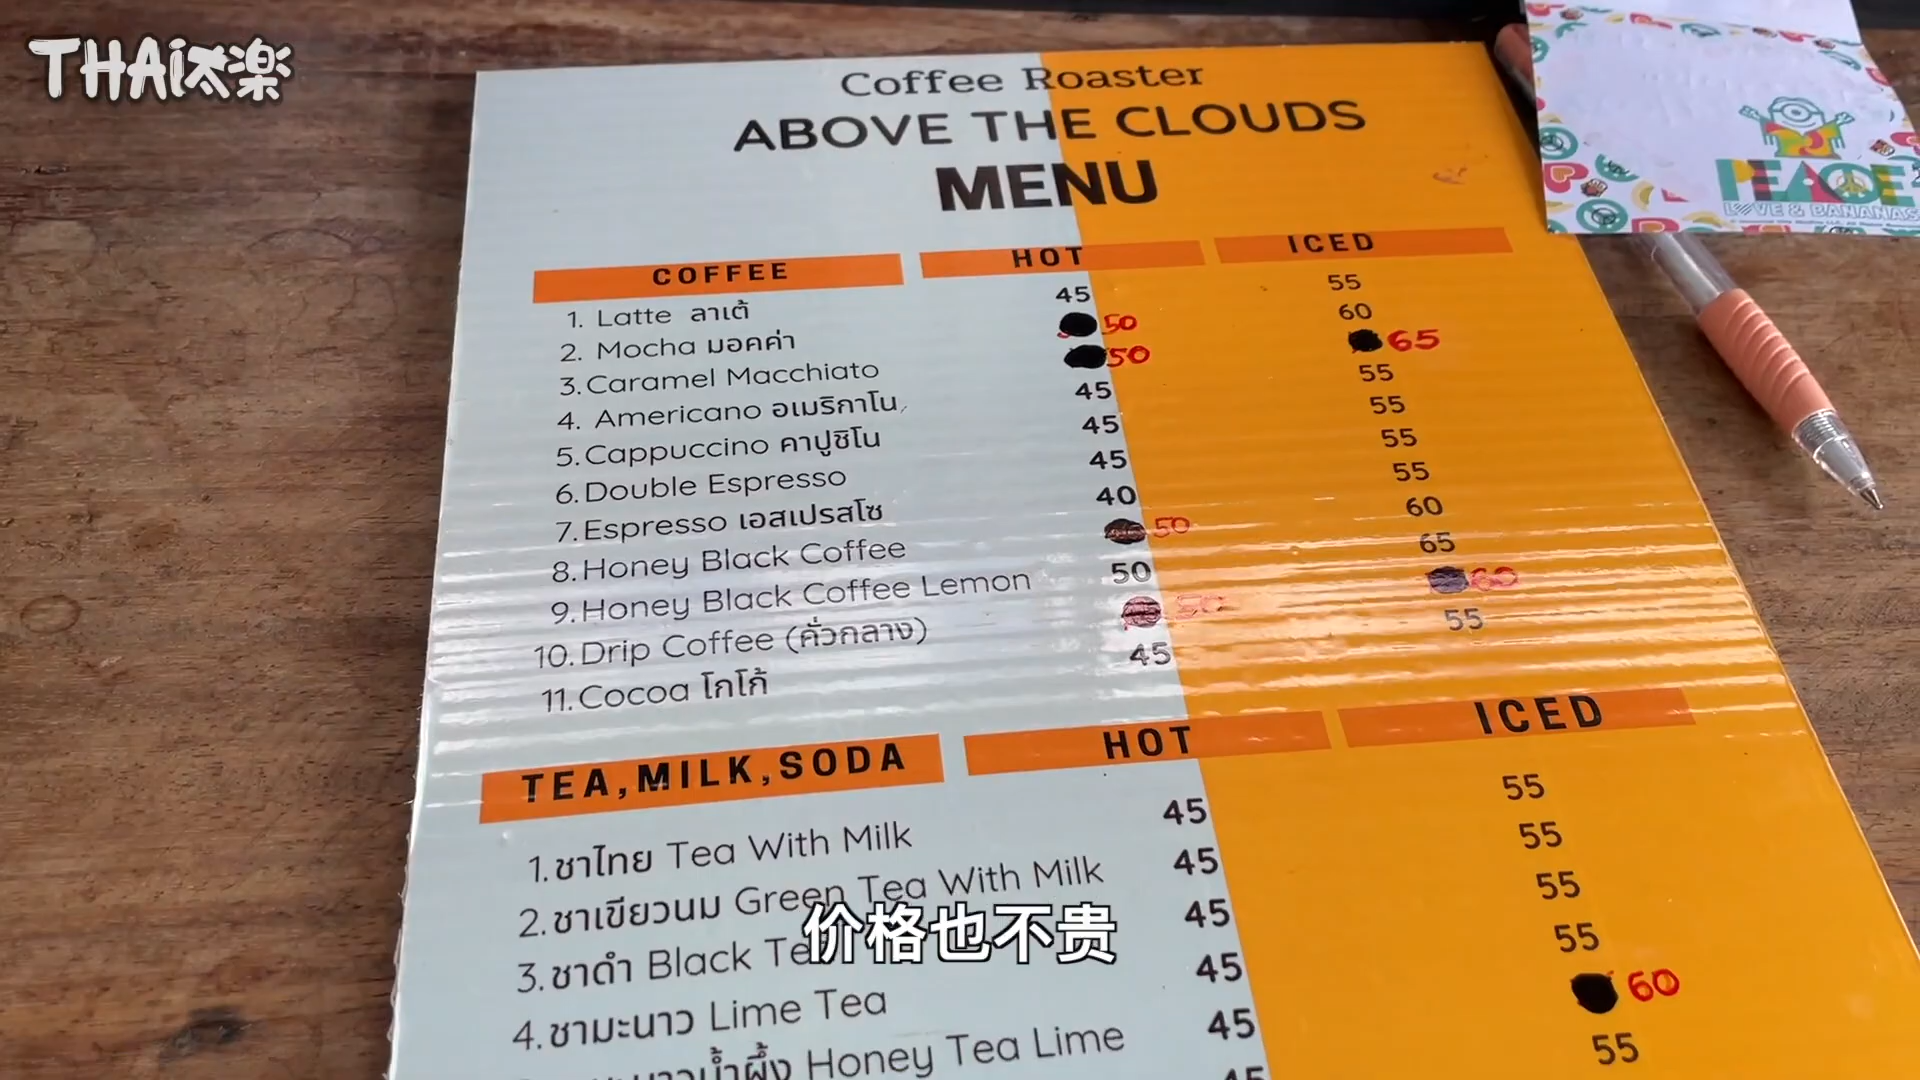 THAi泰楽
Coffee Roaster
ABOVE THE CLOUDS
MENU
PEACE
LOVE & BANANAS
COFFEE HOT ICED
1. Latte ลาเต้ 45 55
2. Mocha มอคค่า 50 60
3. Caramel Macchiato 50 65
4. Americano อเมริกาโน 45 55
5. Cappuccino คาปูชิโน 45 55
6. Double Espresso 45 55
7. Espresso เอสเปรสโซ 40 55
8. Honey Black Coffee 50 60
9. Honey Black Coffee Lemon 50 65
10. Drip Coffee (คั่วกลาง) 50 60
11. Cocoa โกโก้ 45 55
TEA,MILK,SODA HOT ICED
1. ชาไทย Tea With Milk 45 55
2. ชาเขียวนม Green Tea With Milk 45 55
3. ชาดำ Black Te 45 55
4. ชามะนาว Lime Tea 45 55
Honey Tea Lime 45 60
45 55
价格也不贵